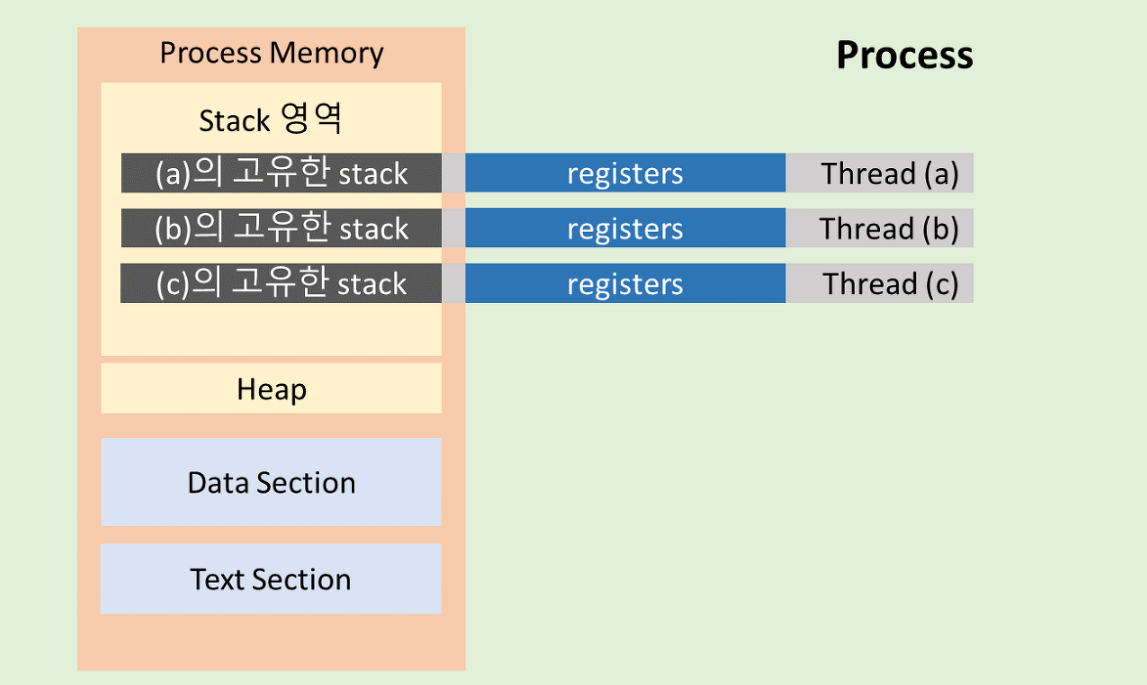 Process Memory
Process
Stack 영역
(a)의 고유한 stack registers Thread (a)
(b)의 고유한 stack registers Thread (b)
(c)의 고유한 stack registers Thread (c)
Heap
Data Section
Text Section